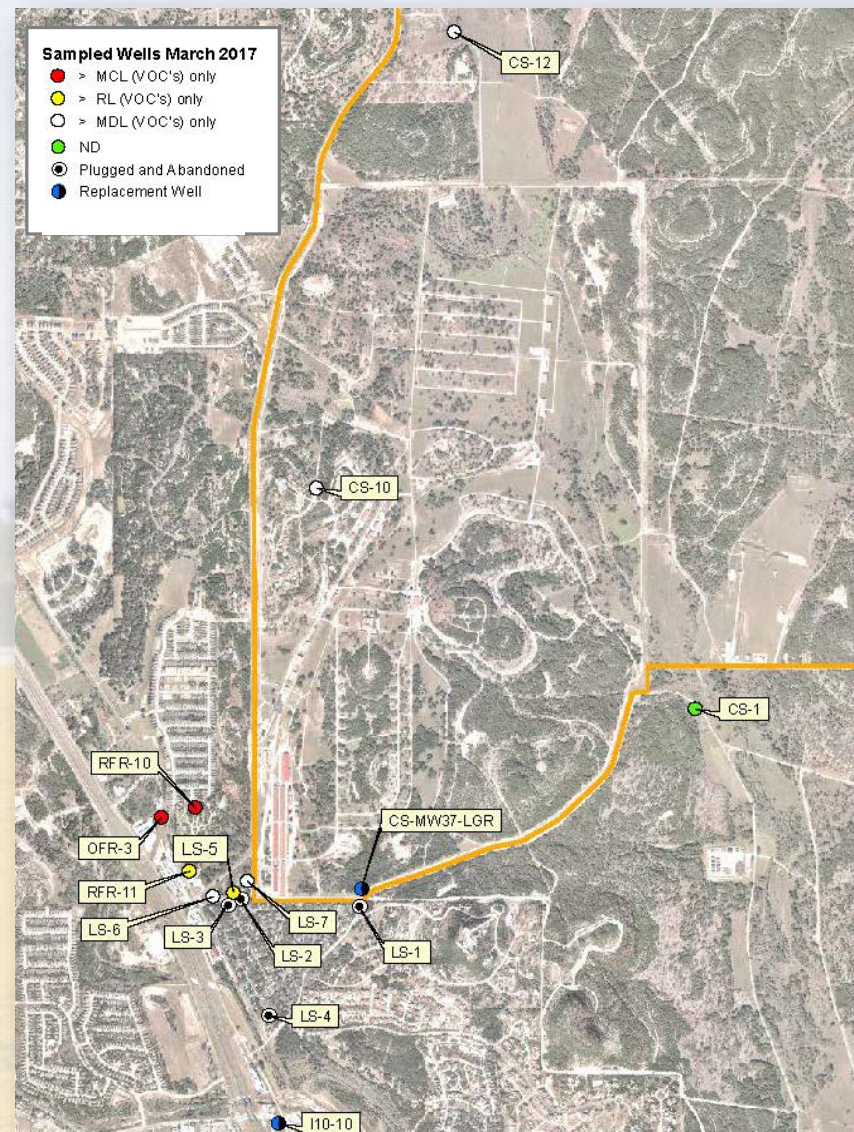 Sampled Wells March 2017
> MCL (VOC's) only
> RL (VOC's) only
> MDL (VOC's) only
ND
Plugged and Abandoned
Replacement Well
CS-12
CS-10
CS-1
RFR-10
CS-MW37-LGR
OFR-3
LS-5
RFR-11
LS-6
LS-3
LS-7
LS-2
LS-1
LS-4
I10-10